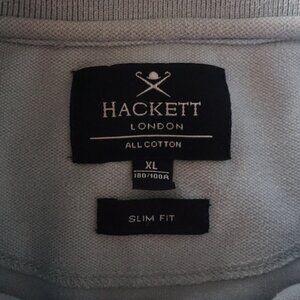 HACKETT
LONDON
ALL COTTON
XL
180/100A
SLIM FIT